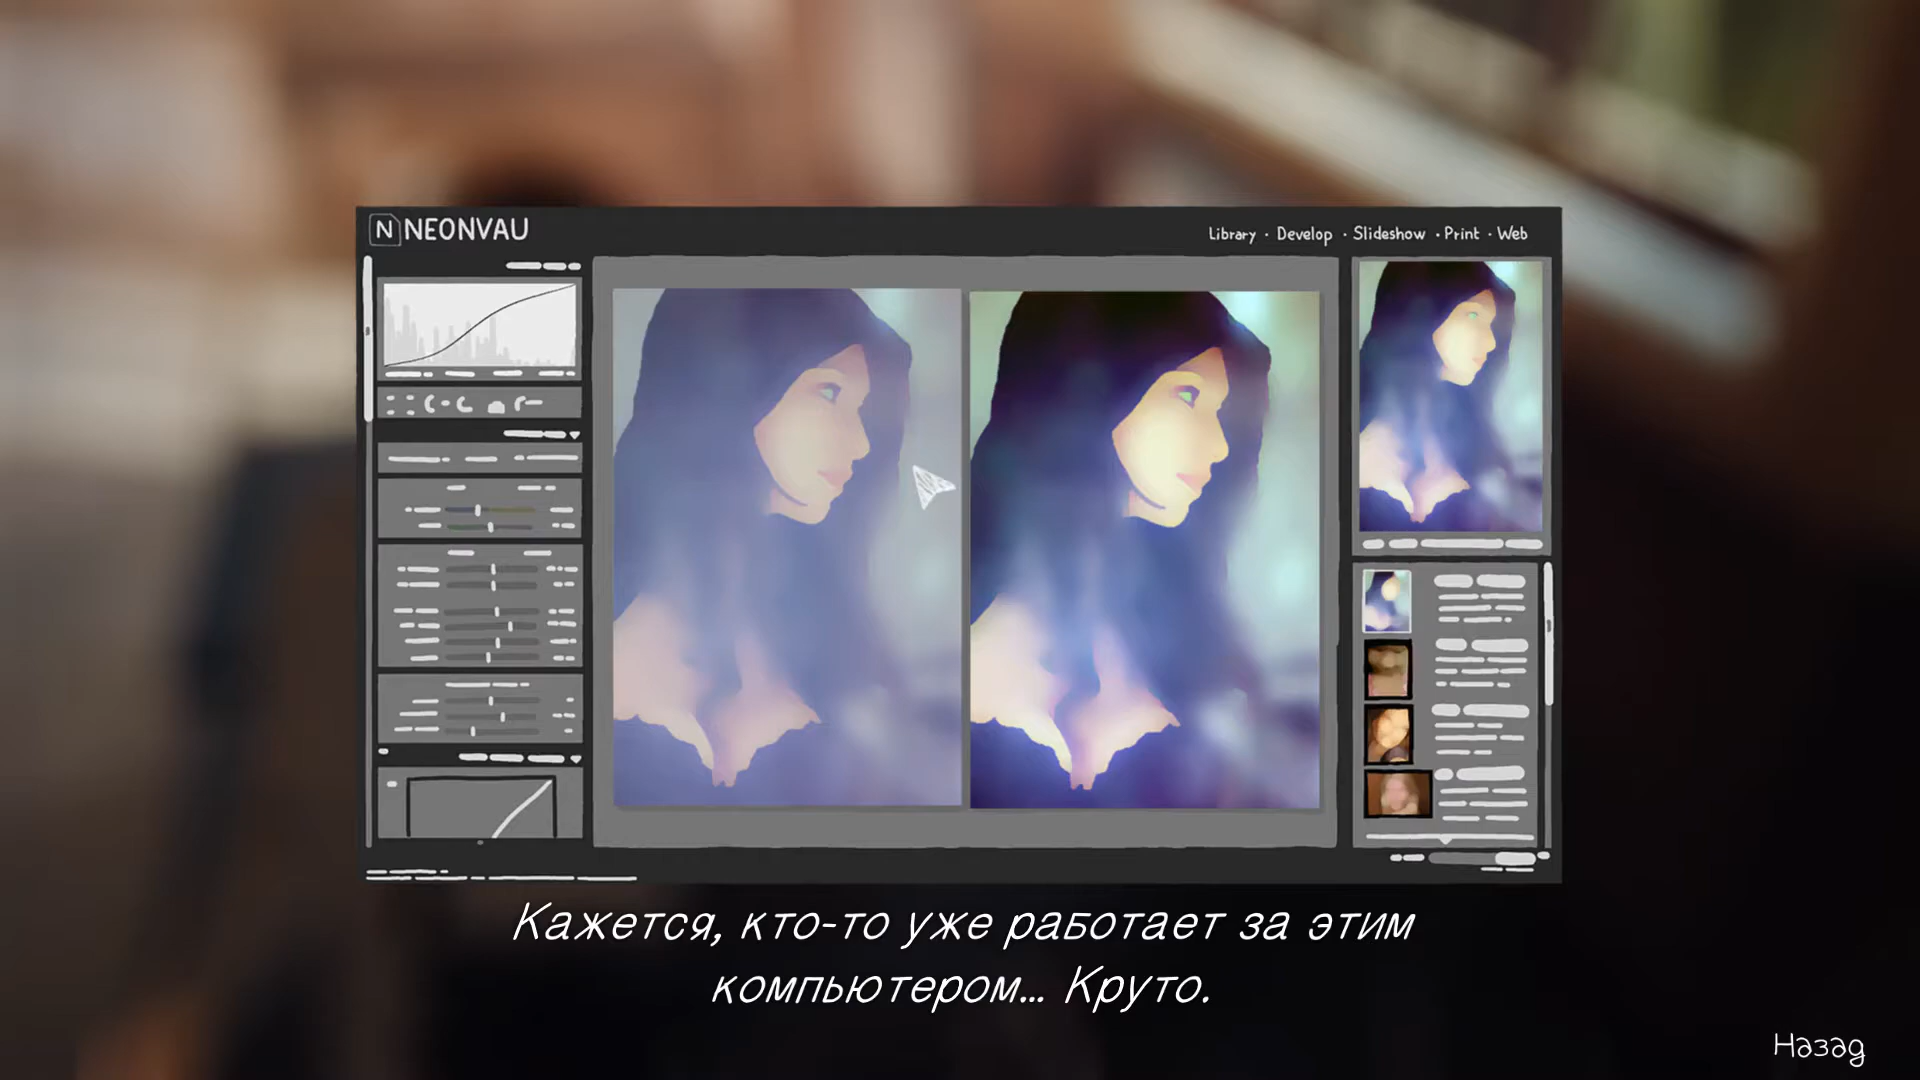 N NEONVAU
Library · Develop · Slideshow · Print · Web
Кажется, кто-то уже работает за этим
компьютером... Круто.
Назад